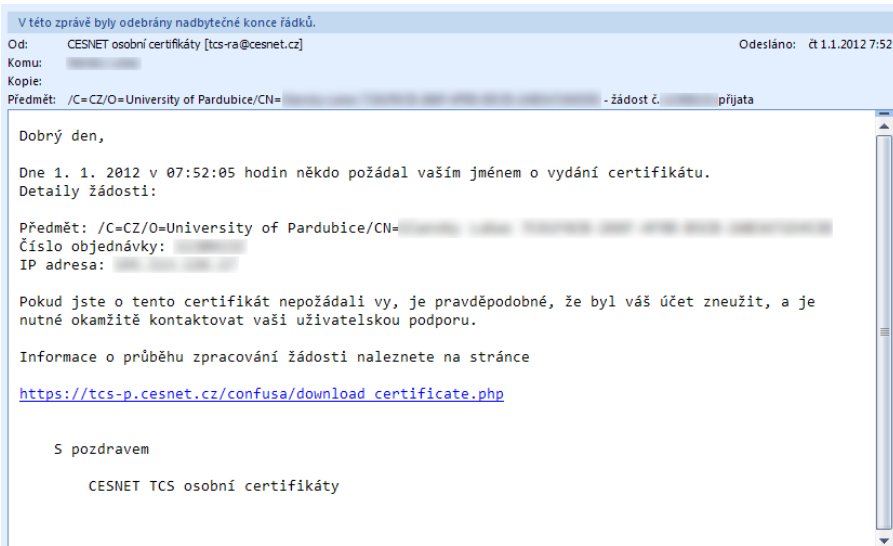 V této zprávě byly odebrány nadbytečné konce řádků.
Od: CESNET osobní certifikáty [tcs-ra@cesnet.cz] Odesláno: čt 1.1.2012 7:52
Komu:
Kopie:
Předmět: /C=CZ/O=University of Pardubice/CN= - žádost č. přijata
Dobrý den,
Dne 1. 1. 2012 v 07:52:05 hodin někdo požádal vaším jménem o vydání certifikátu.
Detaily žádosti:
Předmět: /C=CZ/O=University of Pardubice/CN=
Číslo objednávky:
IP adresa:
Pokud jste o tento certifikát nepožádali vy, je pravděpodobné, že byl váš účet zneužit, a je
nutné okamžitě kontaktovat vaši uživatelskou podporu.
Informace o průběhu zpracování žádosti naleznete na stránce
https://tcs-p.cesnet.cz/confusa/download_certificate.php
S pozdravem
CESNET TCS osobní certifikáty